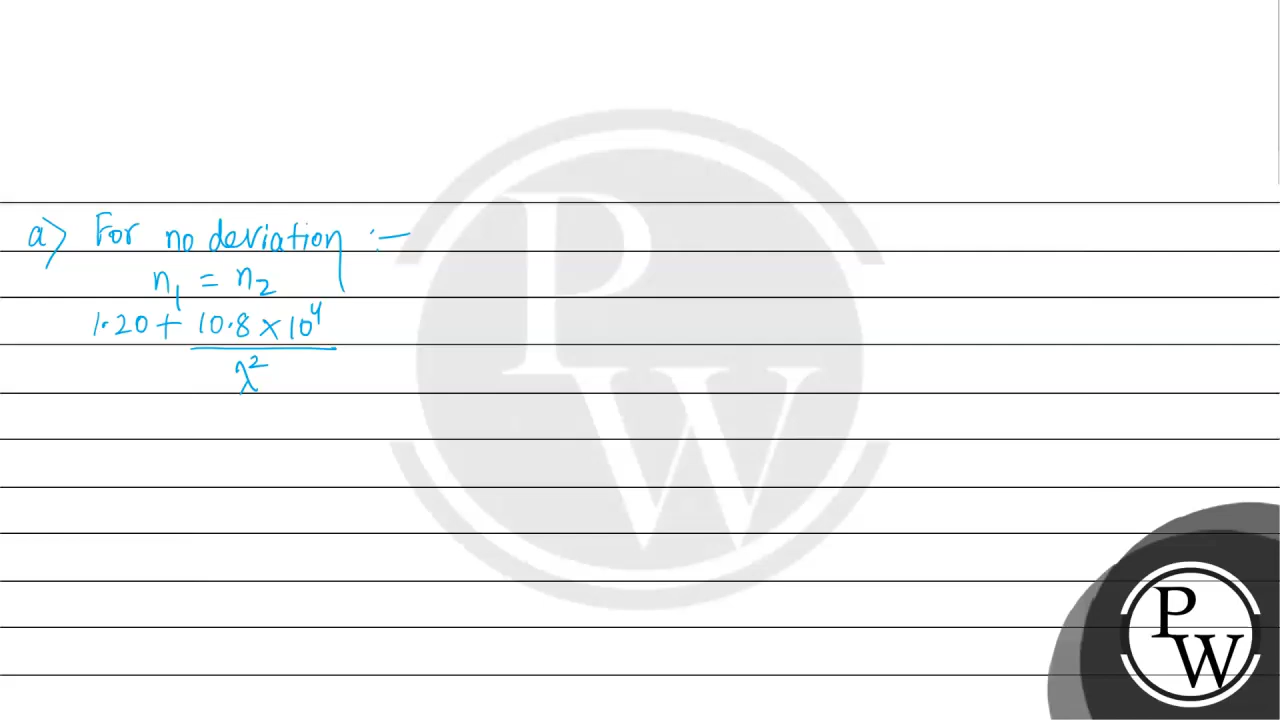 a) For no deviation :-
n₁ = n₂
1.20 + 10.8 × 10⁴
λ²
P
W
P
W